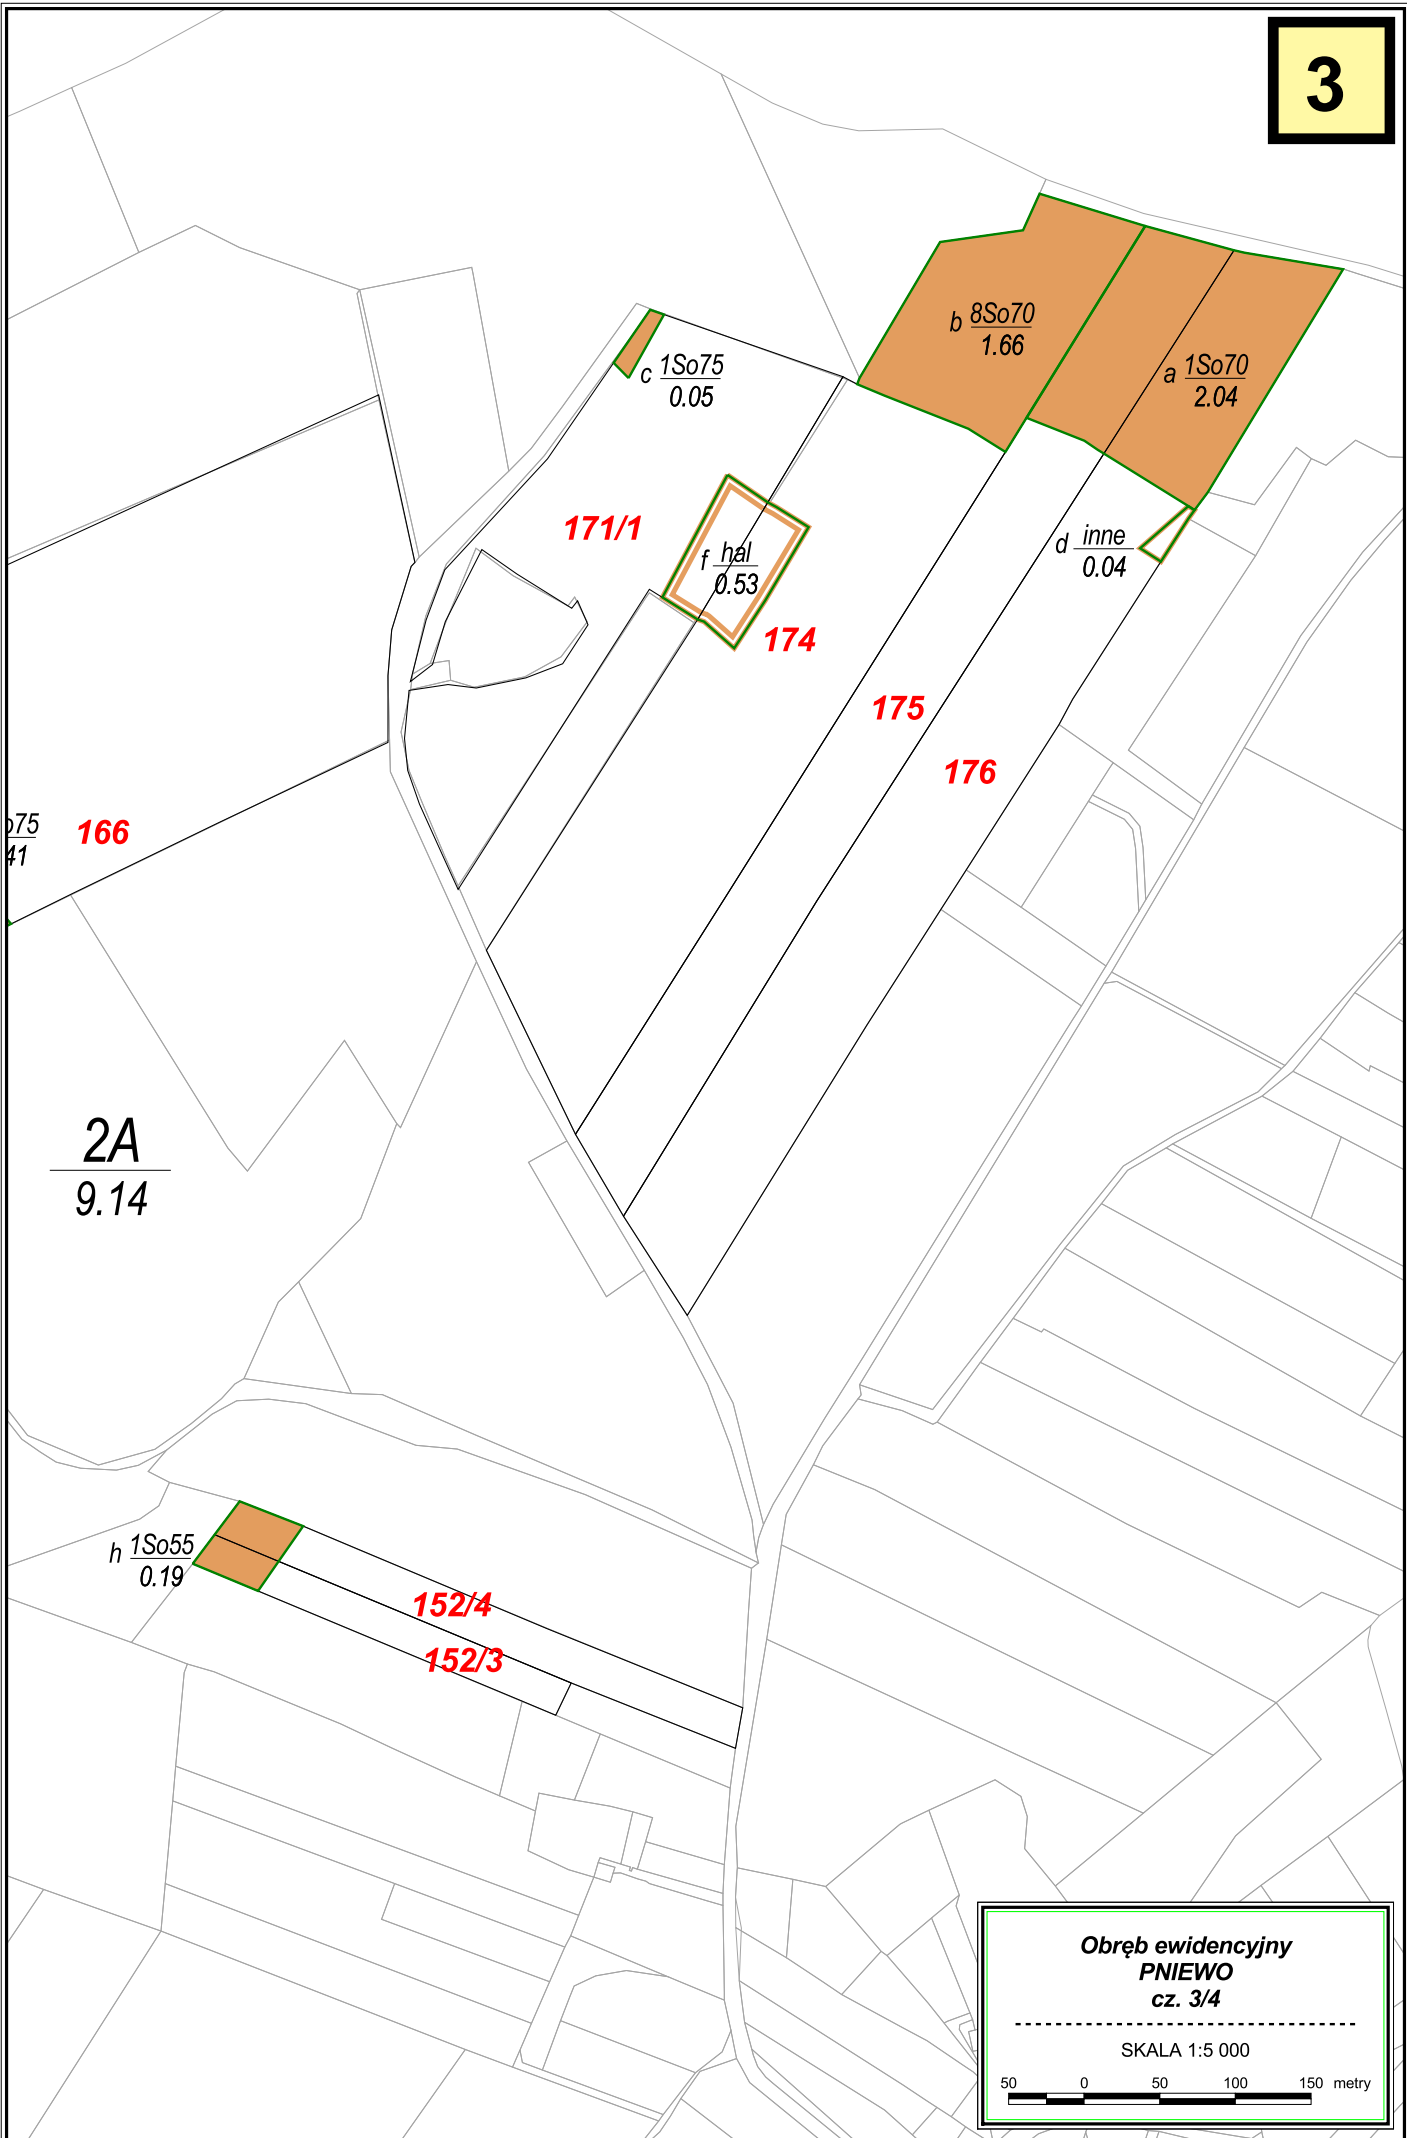 3
b 8So70
1.66
a 1So70
2.04
c 1So75
0.05
171/1
f hal
0.53
d inne
0.04
174
175
176
o75
41
166
2A
9.14
h 1So55
0.19
152/4
152/3
Obręb ewidencyjny
PNIEWO
cz. 3/4
SKALA 1:5 000
50 0 50 100 150 metry